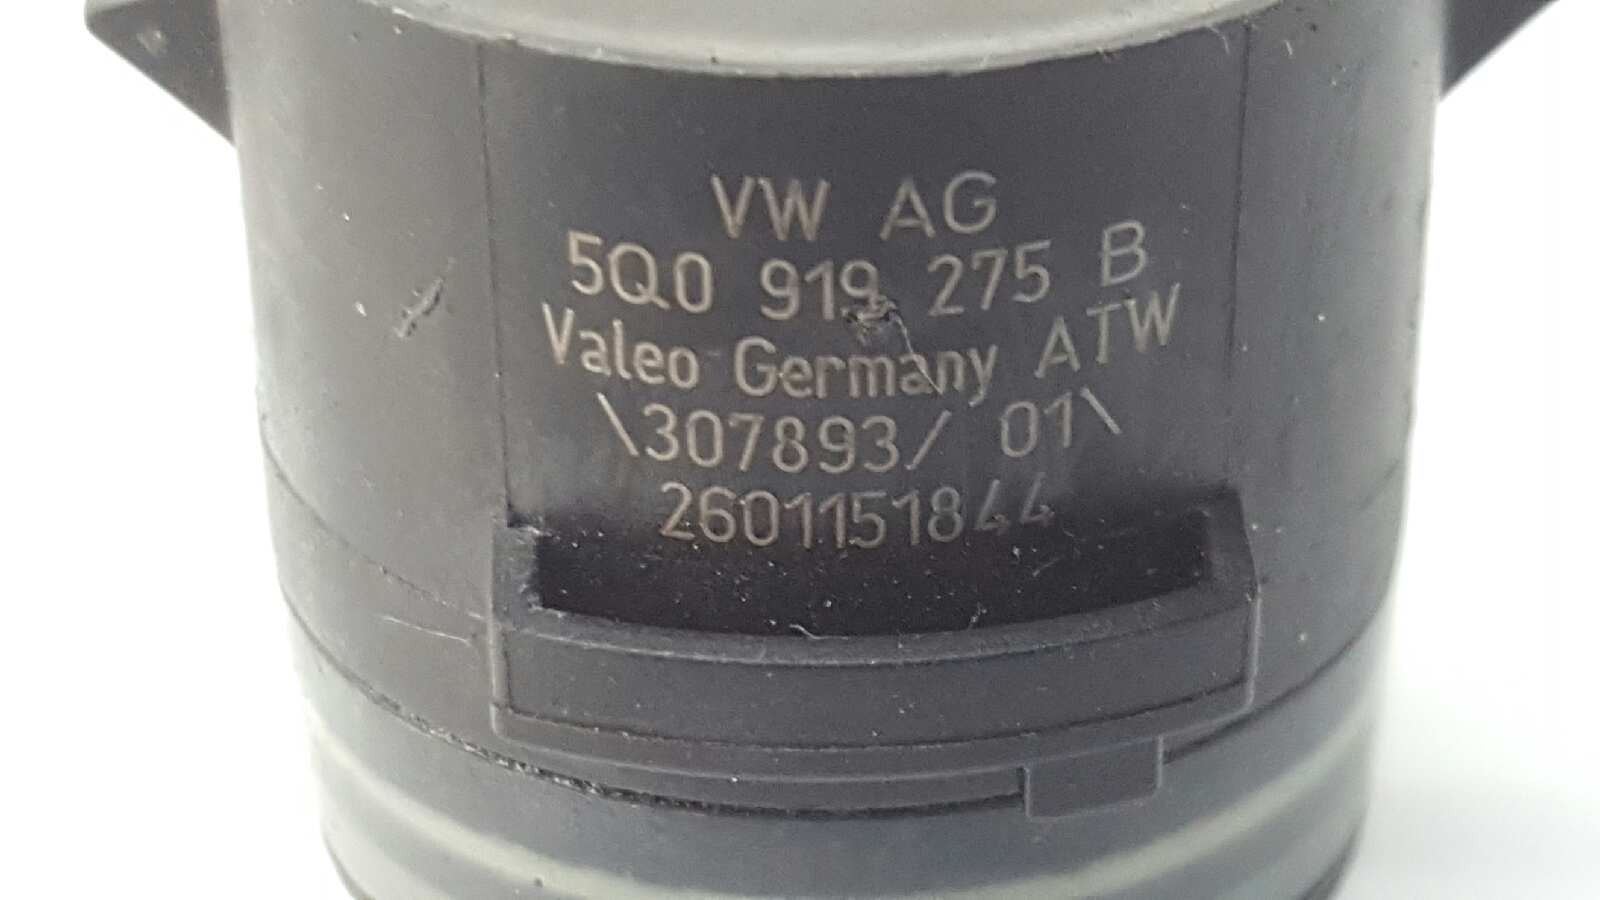 VW AG
5Q0 919 275 B
Valeo Germany ATW
\307893/ 01\
2601151844